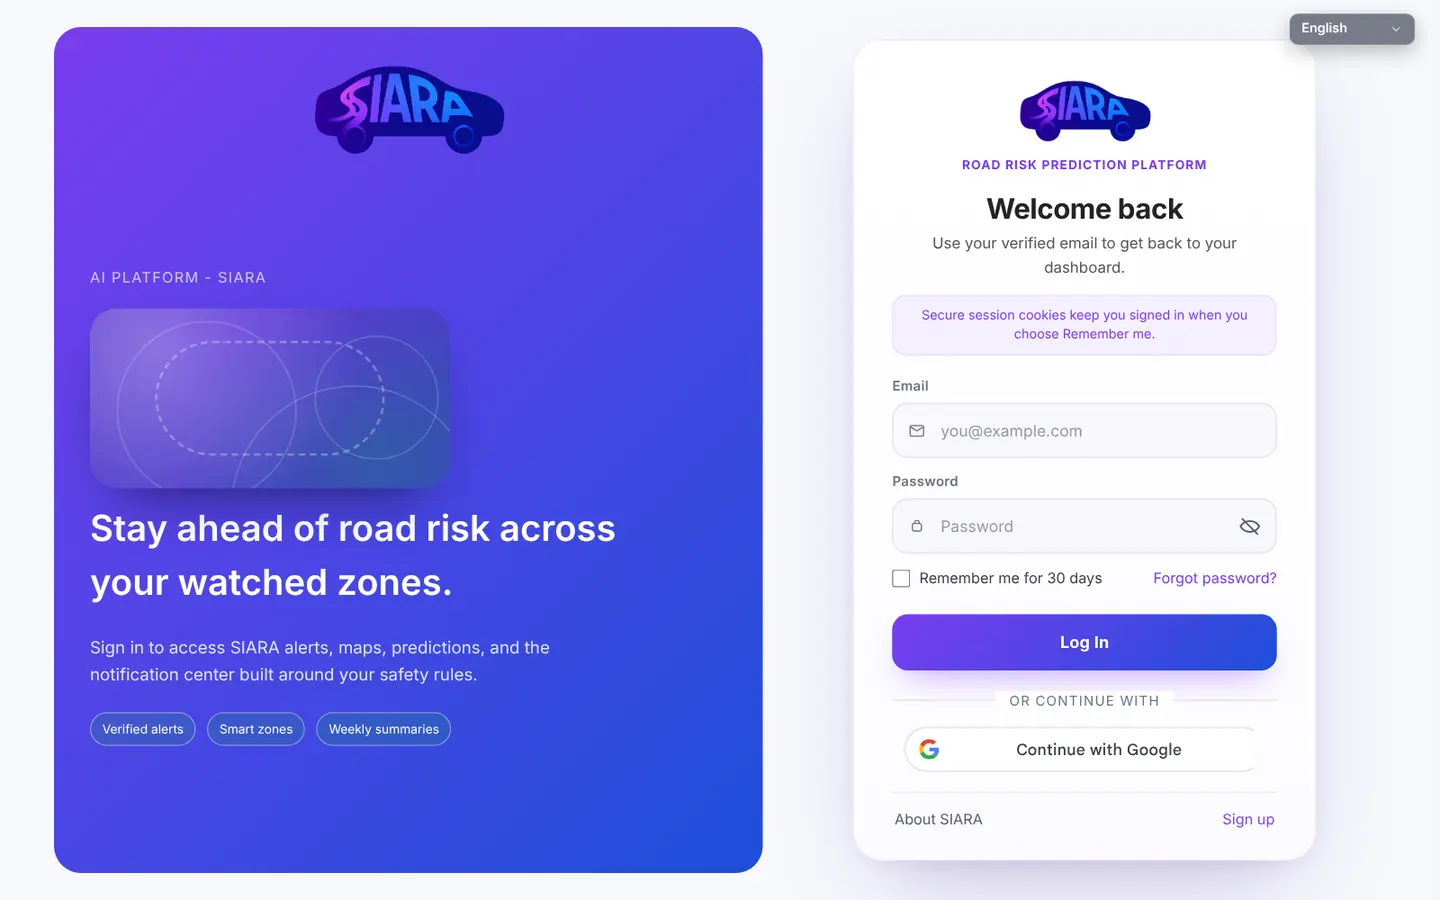 SIARA
AI PLATFORM - SIARA
Stay ahead of road risk across
your watched zones.
Sign in to access SIARA alerts, maps, predictions, and the
notification center built around your safety rules.
Verified alerts
Smart zones
Weekly summaries
English
SIARA
ROAD RISK PREDICTION PLATFORM
Welcome back
Use your verified email to get back to your
dashboard.
Secure session cookies keep you signed in when you
choose Remember me.
Email
you@example.com
Password
Password
Remember me for 30 days
Forgot password?
Log In
OR CONTINUE WITH
Continue with Google
About SIARA
Sign up